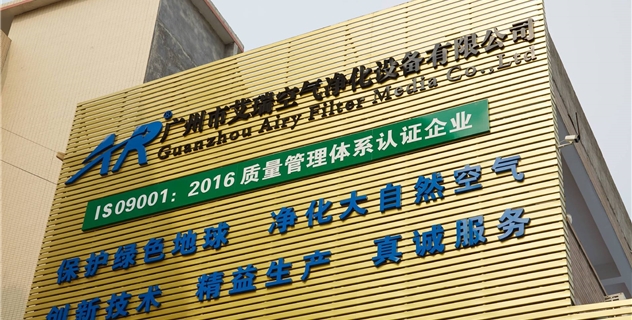 AR
广州市艾瑞空气净化设备有限公司
Guangzhou Airy Filter Media Co.,Ltd
ISO9001：2016质量管理体系认证企业
保护绿色地球 净化大自然空气
创新技术 精益生产 真诚服务